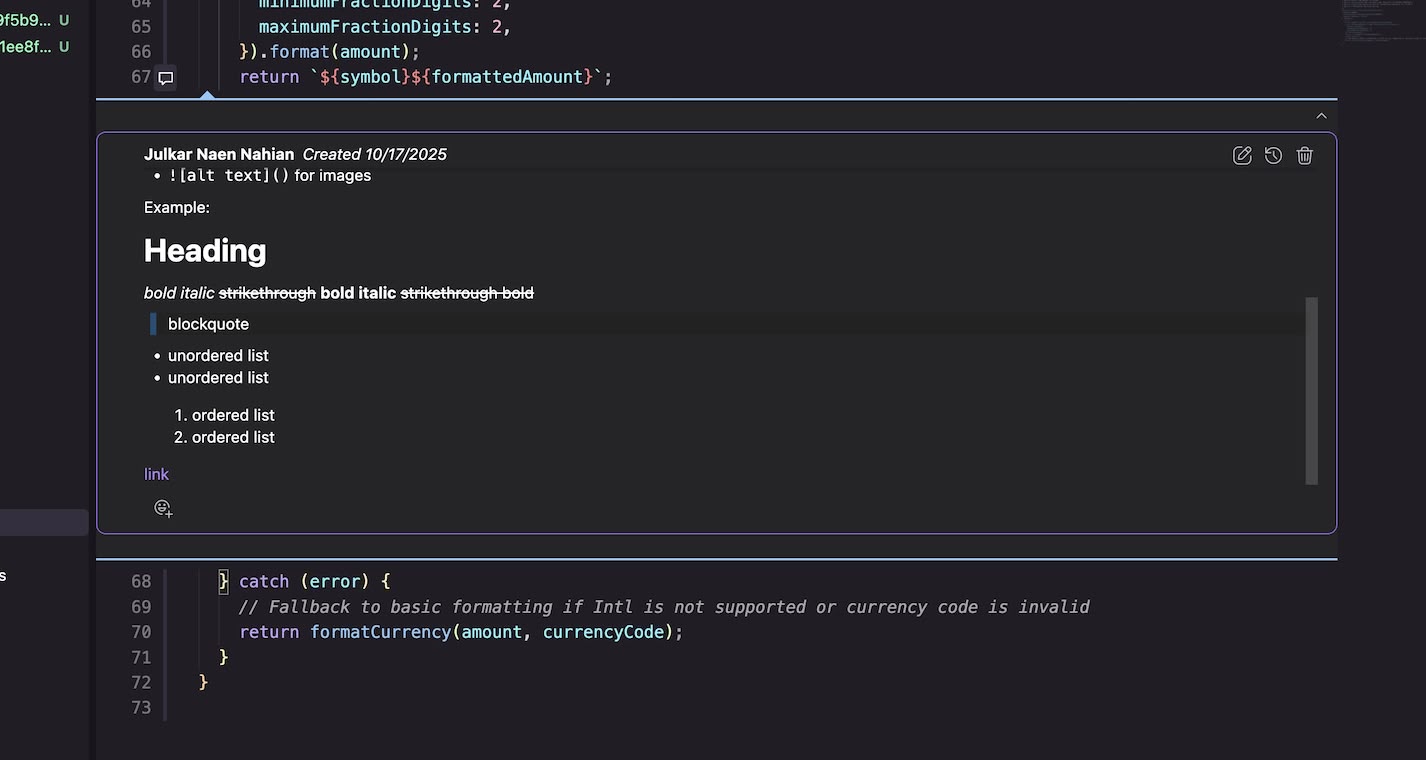 64 minimumFractionDigits: 2,
9f5b9... U
65 maximumFractionDigits: 2,
1ee8f... U
66 }).format(amount);
67 return `${symbol}${formattedAmount}`;
Julkar Naen Nahian Created 10/17/2025
• ![alt text]() for images
Example:
Heading
bold italic strikethrough bold italic strikethrough bold
blockquote
• unordered list
• unordered list
1. ordered list
2. ordered list
link
s
68 } catch (error) {
69 // Fallback to basic formatting if Intl is not supported or currency code is invalid
70 return formatCurrency(amount, currencyCode);
71 }
72 }
73